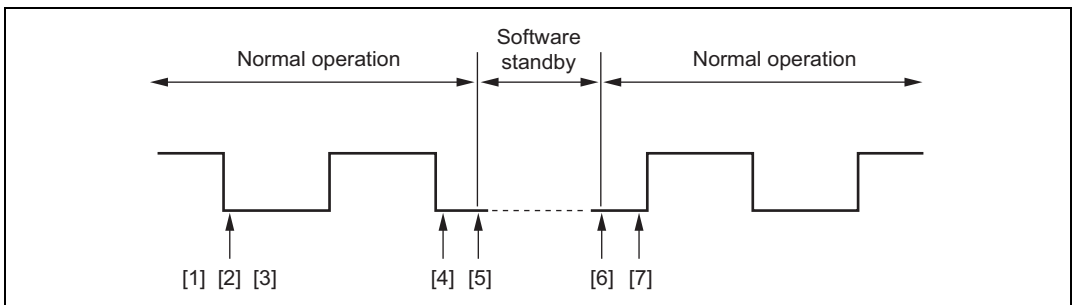 Software
standby
Normal operation
Normal operation
[1] [2] [3]
[4] [5]
[6] [7]